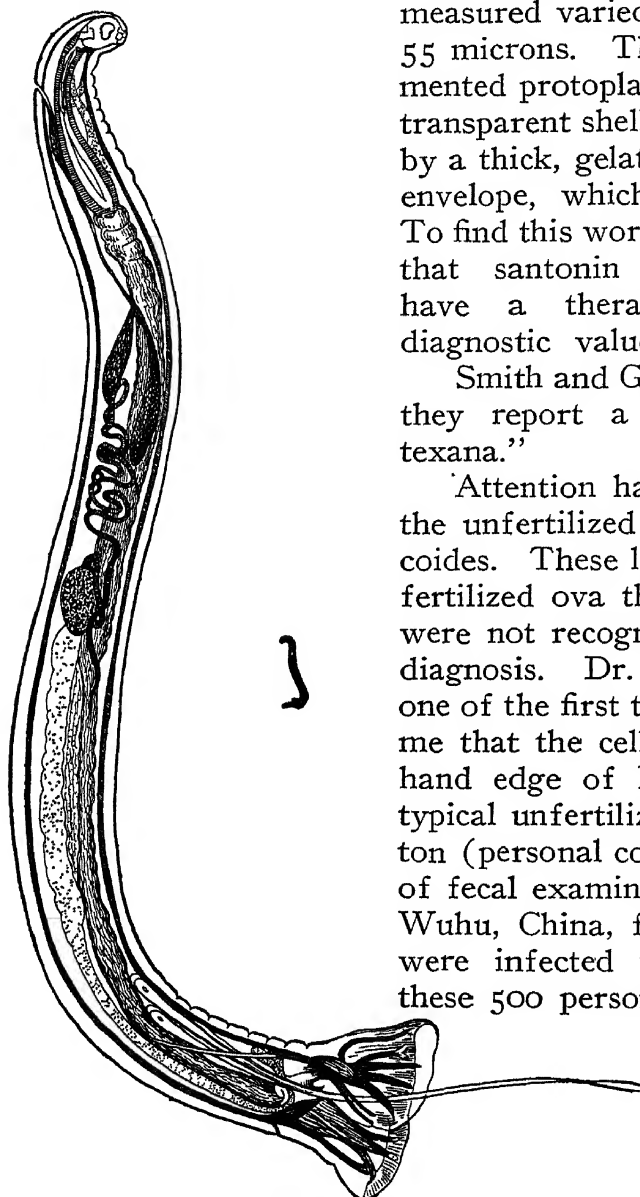 measured varied
55 microns. Th
mented protopla
transparent shel
by a thick, gelat
envelope, which
To find this wor
that santonin
have a thera
diagnostic valu
Smith and G
they report a
texana.”
Attention ha
the unfertilized
coides. These l
fertilized ova th
were not recogn
diagnosis. Dr.
one of the first t
me that the cell
hand edge of
typical unfertiliz
ton (personal co
of fecal examin
Wuhu, China, f
were infected
these 500 perso